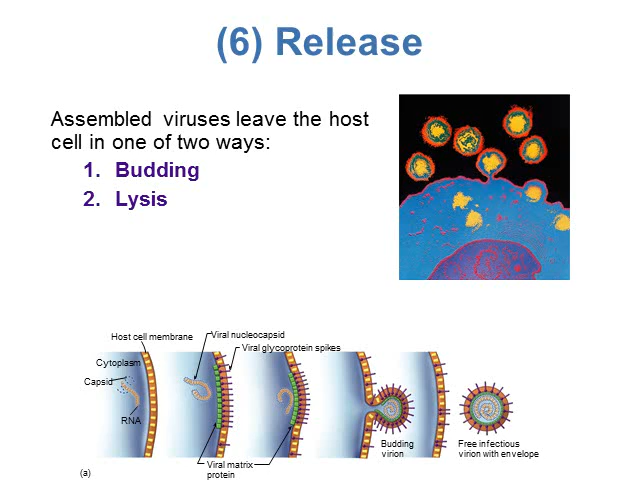 (6) Release
Assembled viruses leave the host
cell in one of two ways:
1. Budding
2. Lysis
Host cell membrane
Viral nucleocapsid
Viral glycoprotein spikes
Cytoplasm
Capsid
RNA
Budding
virion
Free infectious
virion with envelope
Viral matrix
protein
(a)